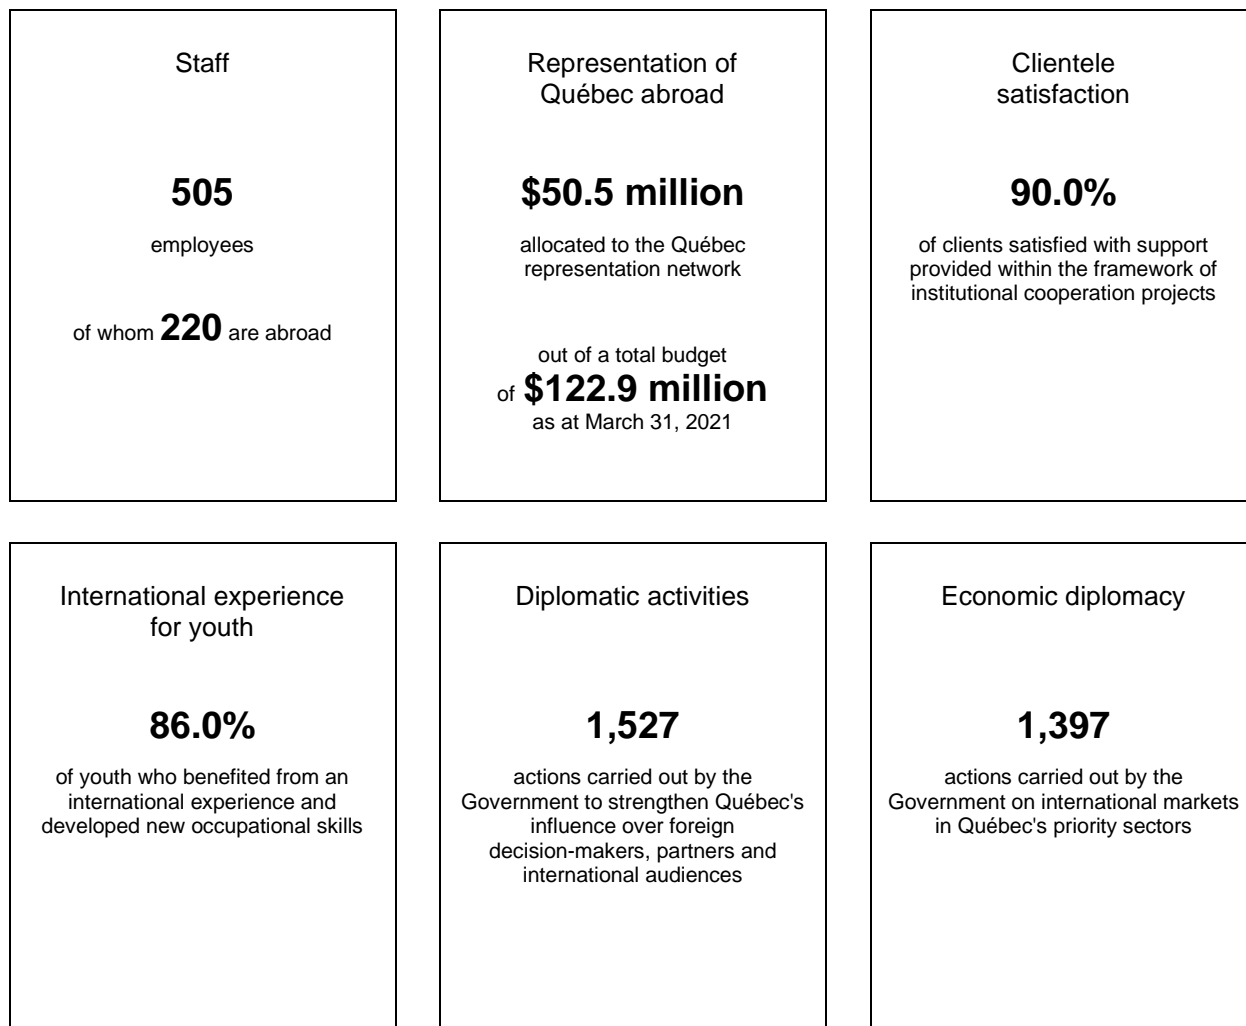 Staff
505
employees
of whom 220 are abroad
Representation of
Québec abroad
$50.5 million
allocated to the Québec
representation network
out of a total budget
of $122.9 million
as at March 31, 2021
Clientele
satisfaction
90.0%
of clients satisfied with support
provided within the framework of
institutional cooperation projects
International experience
for youth
86.0%
of youth who benefited from an
international experience and
developed new occupational skills
Diplomatic activities
1,527
actions carried out by the
Government to strengthen Québec's
influence over foreign
decision-makers, partners and
international audiences
Economic diplomacy
1,397
actions carried out by the
Government on international markets
in Québec's priority sectors